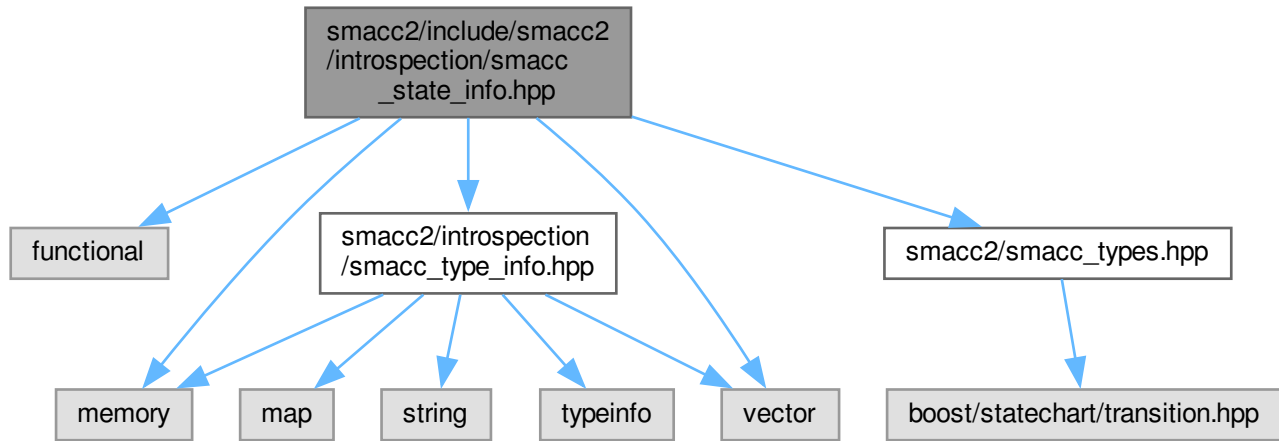 smacc2/include/smacc2
/introspection/smacc
_state_info.hpp
functional
smacc2/introspection
/smacc_type_info.hpp
smacc2/smacc_types.hpp
memory
map
string
typeinfo
vector
boost/statechart/transition.hpp